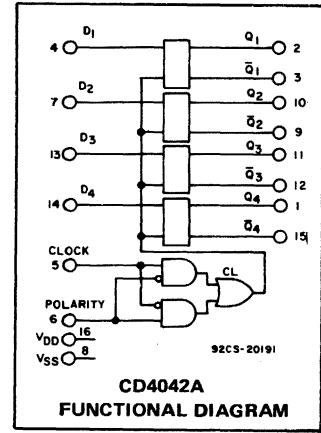 4 D1 Q1 2
Q̅1 3
7 D2 Q2 10
Q̅2 9
13 D3 Q3 11
Q̅3 12
14 D4 Q4 1
Q̅4 15
CLOCK
5
CL
POLARITY
6
VDD 16
VSS 8
92CS-20191
CD4042A
FUNCTIONAL DIAGRAM